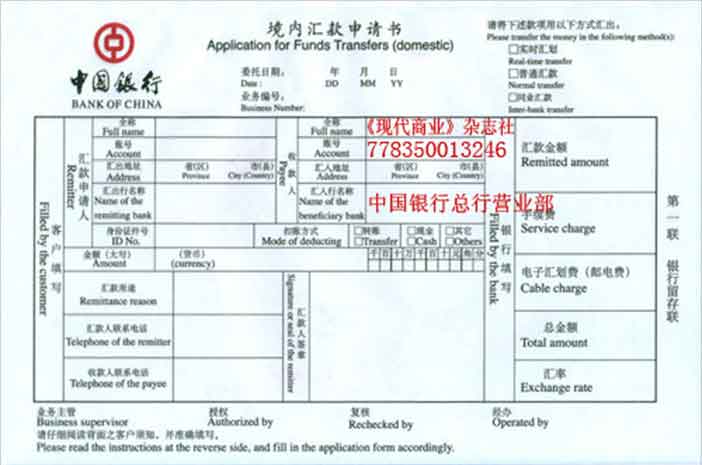 境内汇款申请书
Application for Funds Transfers (domestic)
请将下述款项用以下方式汇出。
Please transfer the money in the following method(s):
□实时汇划
Real-time transfer
□普通汇款
Normal transfer
□同业汇款
Inter-bank transfer
中国银行
BANK OF CHINA
委托日期: 年 月 日
Date: DD MM YY
业务编号:
Business Number:
客户填写
Filled by the customer
汇款申请人
Remitter
全称
Full name
账号
Account
汇出地址 省(区) 市(县)
Address Province City (Country)
汇出行名称
Name of the
remitting bank
收款人
Payee
全称
Full name
《现代商业》杂志社
账号
Account
778350013246
汇入地址 省(区) 市(县)
Address Province City (Country)
汇入行名称
Name of the
beneficiary bank
中国银行总行营业部
身份证件号
ID No.
扣账方式 □转账 □现金 □其它
Mode of deducting □Transfer □Cash □Others
金额(大写) (货币)
Amount (currency)
千百十万千百十元角分
汇款用途
Remittance reason
汇款人联系电话
Telephone of the remitter
收款人联系电话
Telephone of the payee
汇款人签章
Signature or seal of the remitter
银行填写
Filled by the bank
汇款金额
Remitted amount
手续费
Service charge
电子汇划费(邮电费)
Cable charge
总金额
Total amount
汇率
Exchange rate
第一联 银行留存联
业务主管 授权 复核 经办
Business supervisor Authorized by Rechecked by Operated by
请仔细阅读背面之客户须知,并准确填写。
Please read the instructions at the reverse side, and fill in the application form accordingly.